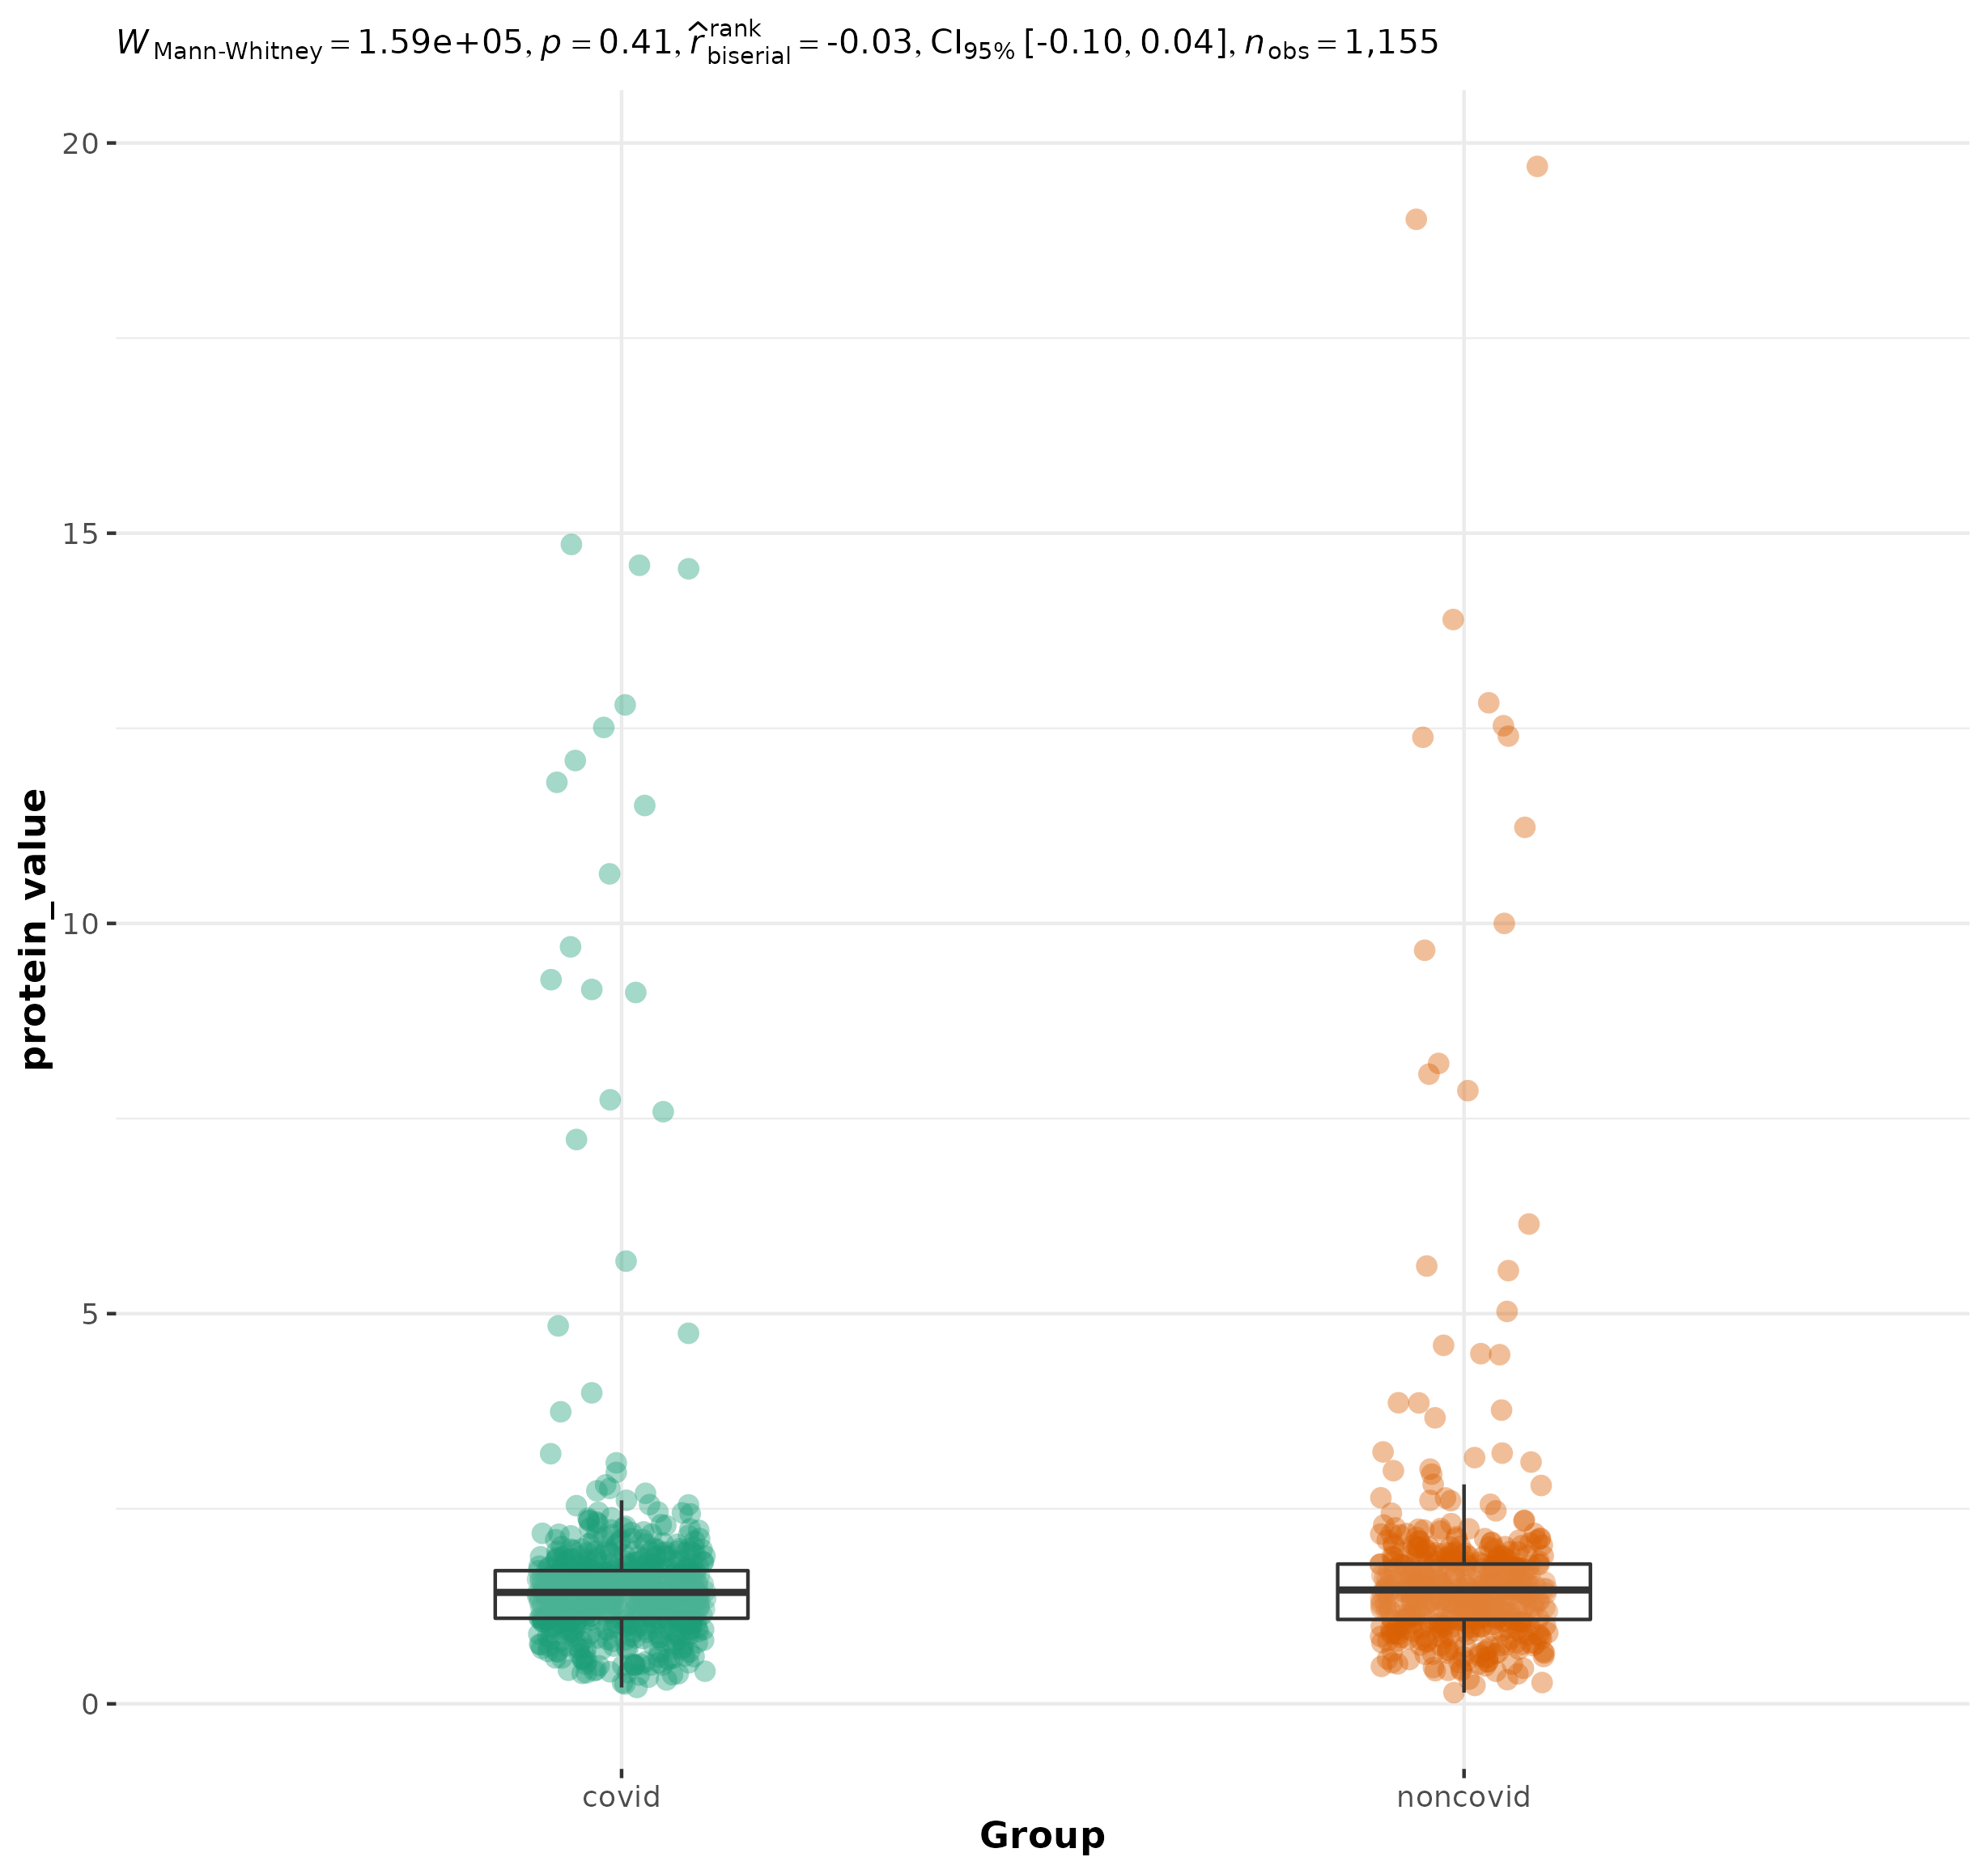 W Mann-Whitney = 1.59e+05, p = 0.41, r̂ rank biserial = -0.03, CI95% [-0.10, 0.04], n obs = 1,155
20
15
10
5
0
protein_value
covid noncovid
Group